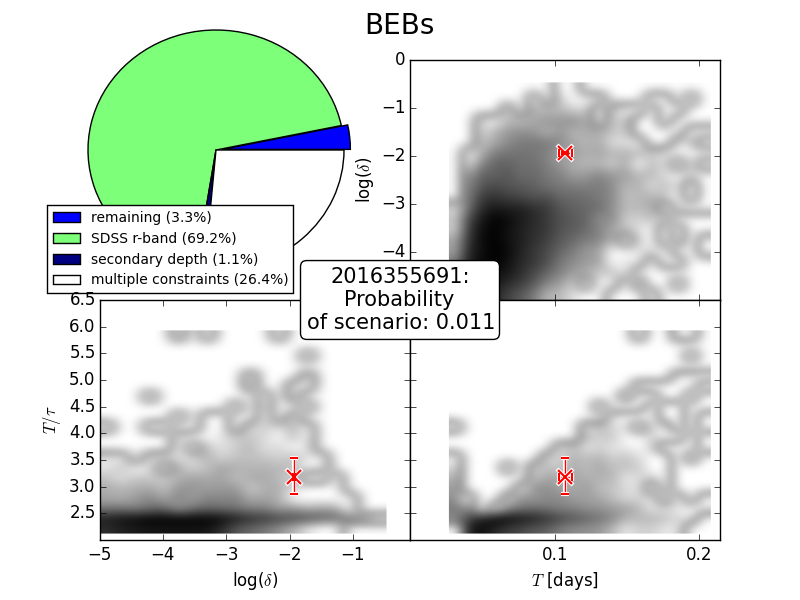 BEBs
remaining (3.3%)
SDSS r-band (69.2%)
secondary depth (1.1%)
multiple constraints (26.4%)
0
−1
−2
−3
−4
log(δ)
2016355691:
Probability
of scenario: 0.011
6.5
6.0
5.5
5.0
4.5
4.0
3.5
3.0
2.5
T/τ
−5
−4
−3
−2
−1
log(δ)
0.1
0.2
T [days]